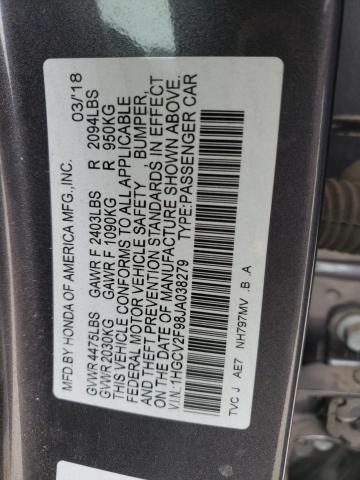 MFD BY HONDA OF AMERICA MFG.,INC. 03/18
GVWR 4475LBS GAWR F 2403LBS R 2094LBS
GVWR 2030KG GAWR F 1090KG R 950KG
THIS VEHICLE CONFORMS TO ALL APPLICABLE
FEDERAL MOTOR VEHICLE SAFETY , BUMPER,
AND THEFT PREVENTION STANDARDS IN EFFECT
ON THE DATE OF MANUFACTURE SHOWN ABOVE.
V.I.N.:1HGCV2F98JA038279 TYPE:PASSENGER CAR
TVC J AE7 NH797MV .B .A